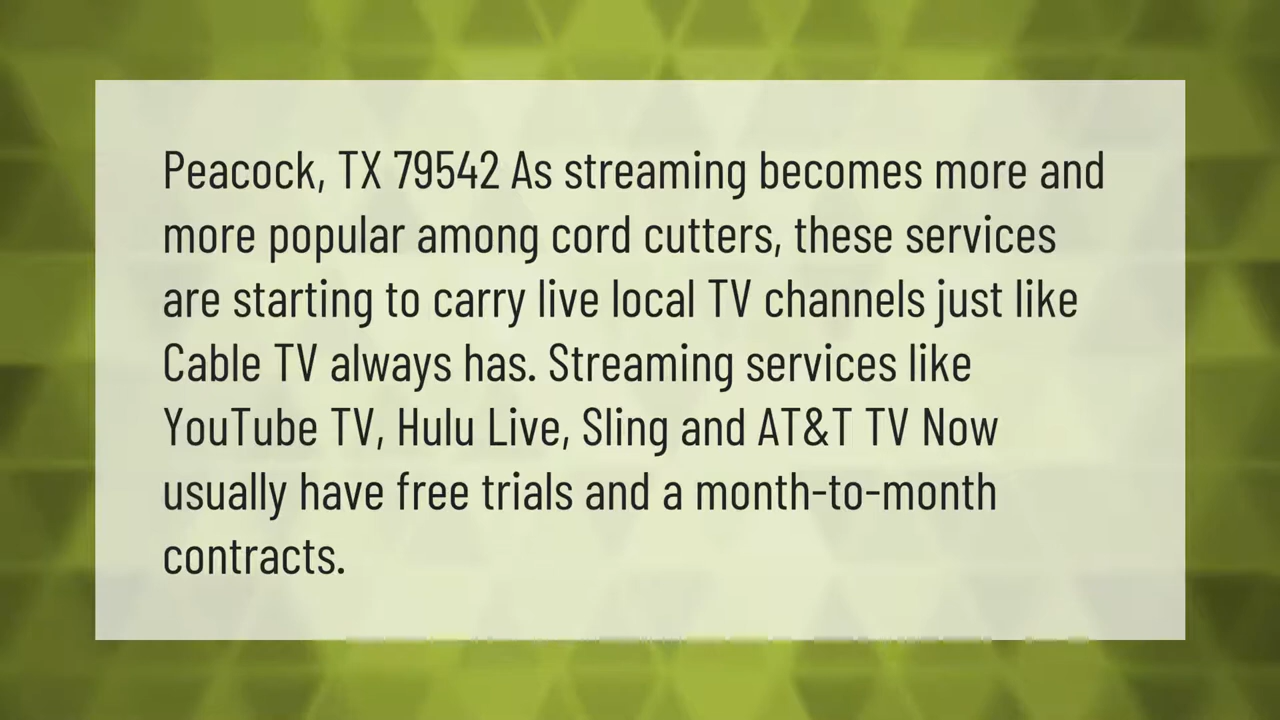 Peacock, TX 79542 As streaming becomes more and
more popular among cord cutters, these services
are starting to carry live local TV channels just like
Cable TV always has. Streaming services like
YouTube TV, Hulu Live, Sling and AT&T TV Now
usually have free trials and a month-to-month
contracts.